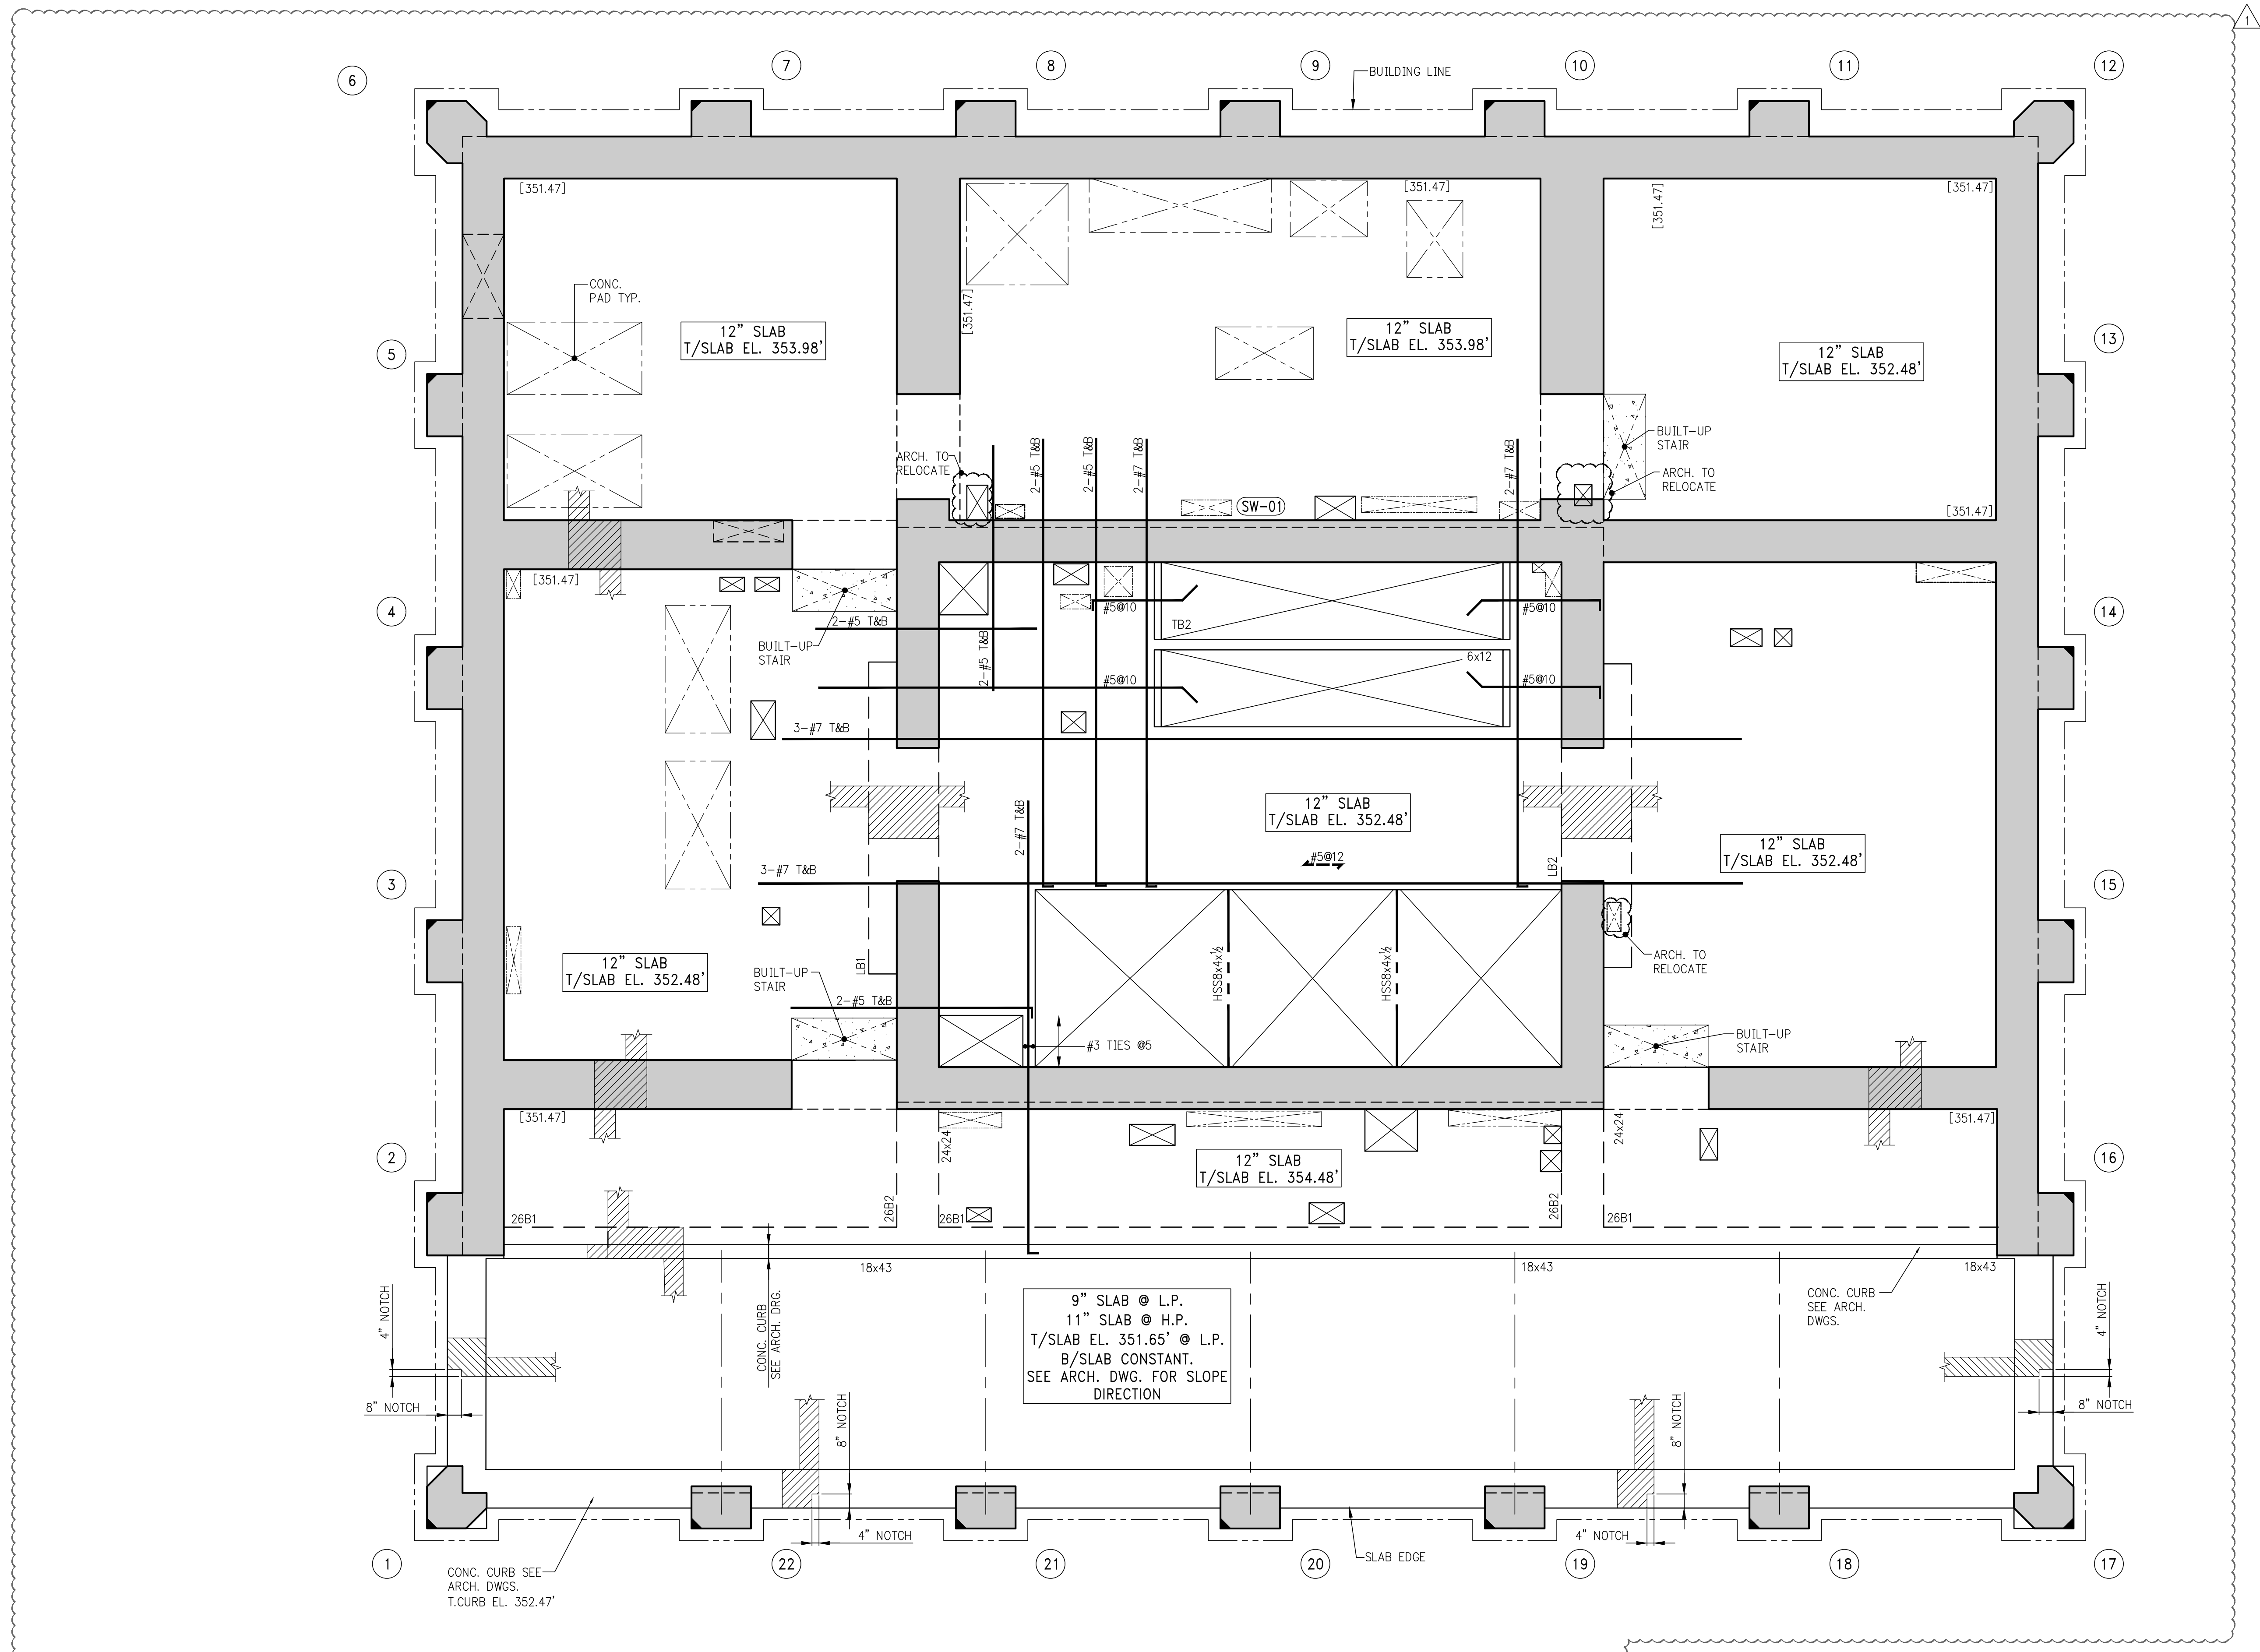 1
6
7
8
9
10
11
12
BUILDING LINE
[351.47]
[351.47]
[351.47]
[351.47]
[351.47]
CONC.
PAD TYP.
12" SLAB
T/SLAB EL. 353.98'
12" SLAB
T/SLAB EL. 353.98'
12" SLAB
T/SLAB EL. 352.48'
5
13
BUILT-UP
STAIR
ARCH. TO
RELOCATE
ARCH. TO
RELOCATE
2-#5 T&B
2-#5 T&B
2-#7 T&B
2-#7 T&B
SW-01
[351.47]
[351.47]
4
14
BUILT-UP
STAIR
2-#5 T&B
2-#5 T&B
#5@10
#5@10
TB2
6x12
#5@10
#5@10
3-#7 T&B
12" SLAB
T/SLAB EL. 352.48'
#5@12
2-#7 T&B
LB2
12" SLAB
T/SLAB EL. 352.48'
3-#7 T&B
3
15
12" SLAB
T/SLAB EL. 352.48'
LB1
BUILT-UP
STAIR
2-#5 T&B
HSS8x4x½
HSS8x4x½
ARCH. TO
RELOCATE
#3 TIES @5
BUILT-UP
STAIR
[351.47]
[351.47]
24x24
24x24
2
16
12" SLAB
T/SLAB EL. 354.48'
26B1
26B2
26B1
26B2
26B1
18x43
18x43
18x43
CONC. CURB
SEE ARCH. DRG.
9" SLAB @ L.P.
11" SLAB @ H.P.
T/SLAB EL. 351.65' @ L.P.
B/SLAB CONSTANT.
SEE ARCH. DWG. FOR SLOPE
DIRECTION
CONC. CURB
SEE ARCH.
DWGS.
4" NOTCH
8" NOTCH
4" NOTCH
8" NOTCH
8" NOTCH
4" NOTCH
8" NOTCH
4" NOTCH
SLAB EDGE
1
22
21
20
19
18
17
CONC. CURB SEE
ARCH. DWGS.
T.CURB EL. 352.47'